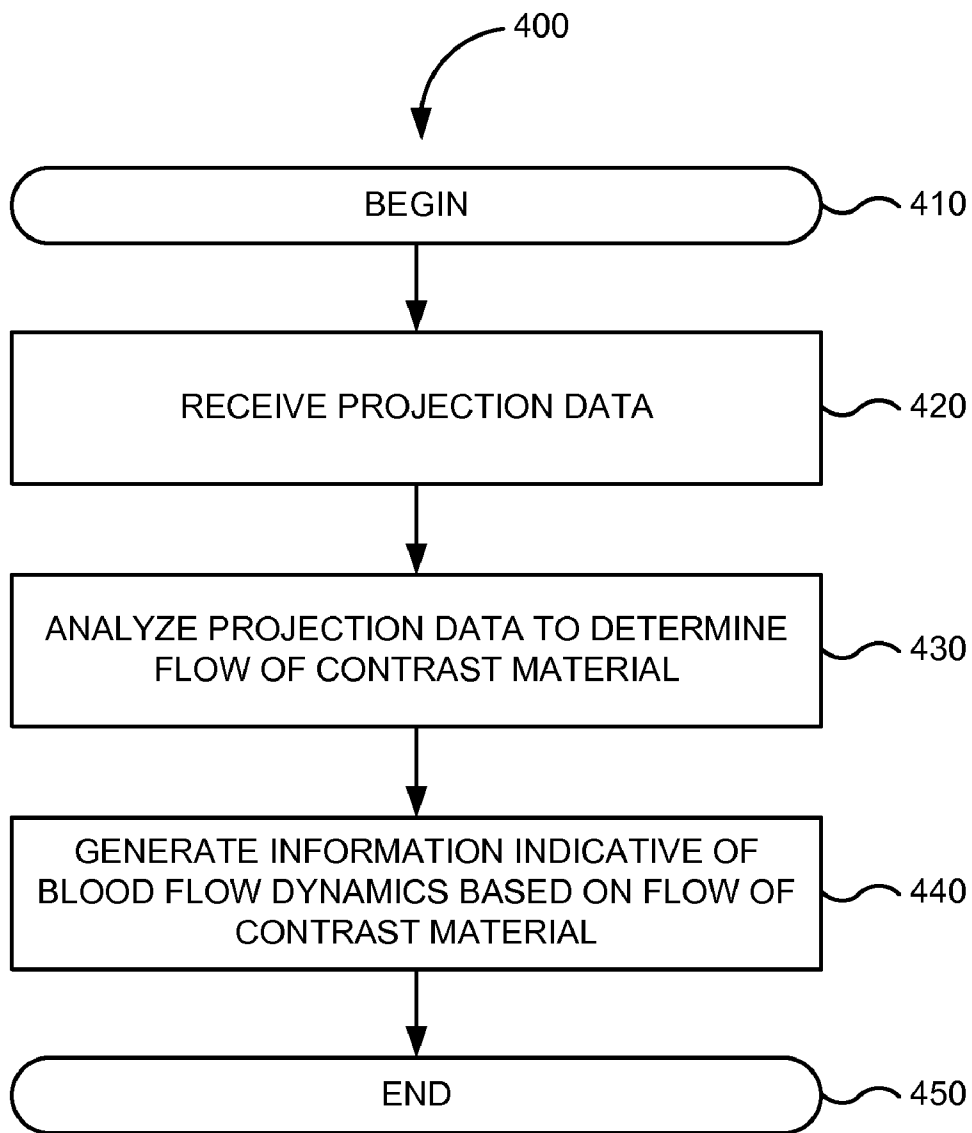 400
BEGIN
410
RECEIVE PROJECTION DATA
420
ANALYZE PROJECTION DATA TO DETERMINE
FLOW OF CONTRAST MATERIAL
430
GENERATE INFORMATION INDICATIVE OF
BLOOD FLOW DYNAMICS BASED ON FLOW OF
CONTRAST MATERIAL
440
END
450